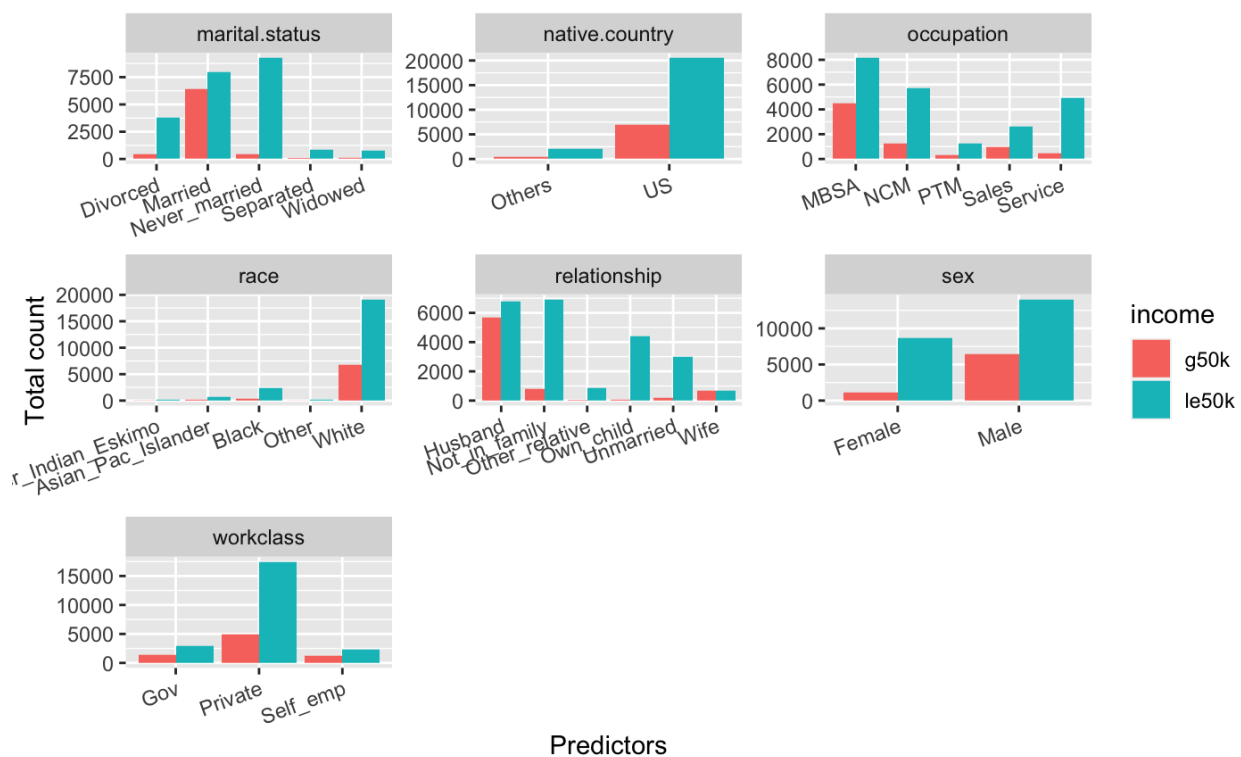 marital.status
native.country
occupation
7500
5000
2500
0
Divorced
Married
Never_married
Separated
Widowed
20000
15000
10000
5000
0
Others
US
8000
6000
4000
2000
0
MBSA
NCM
PTM
Sales
Service
Total count
race
relationship
sex
20000
15000
10000
5000
0
r_Indian_Eskimo
Asian_Pac_Islander
Black
Other
White
6000
4000
2000
0
Husband
Not_in_family
Other_relative
Own_child
Unmarried
Wife
10000
5000
0
Female
Male
income
g50k
le50k
workclass
15000
10000
5000
0
Gov
Private
Self_emp
Predictors